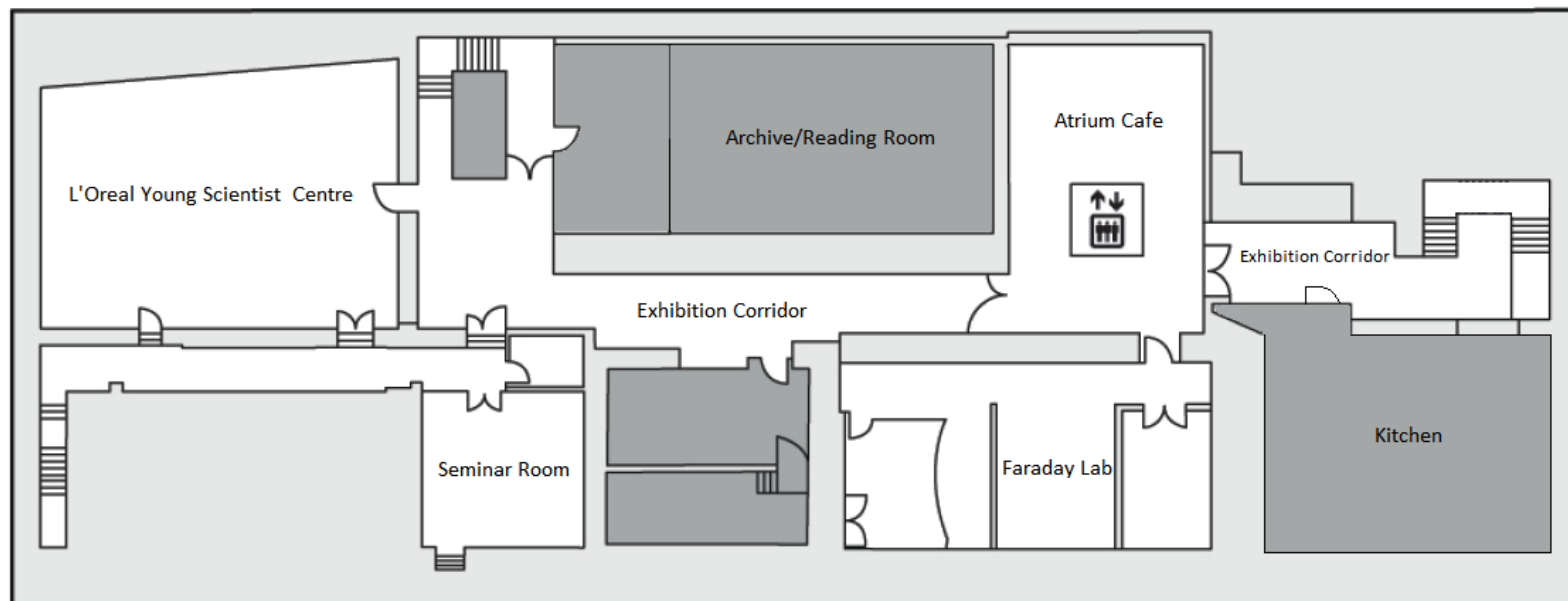 Archive/Reading Room
Atrium Cafe
L'Oreal Young Scientist Centre
Exhibition Corridor
Exhibition Corridor
Seminar Room
Faraday Lab
Kitchen